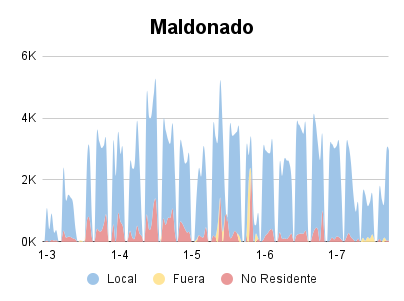 Maldonado
6K
4K
2K
0K
1-3 1-4 1-5 1-6 1-7
Local Fuera No Residente